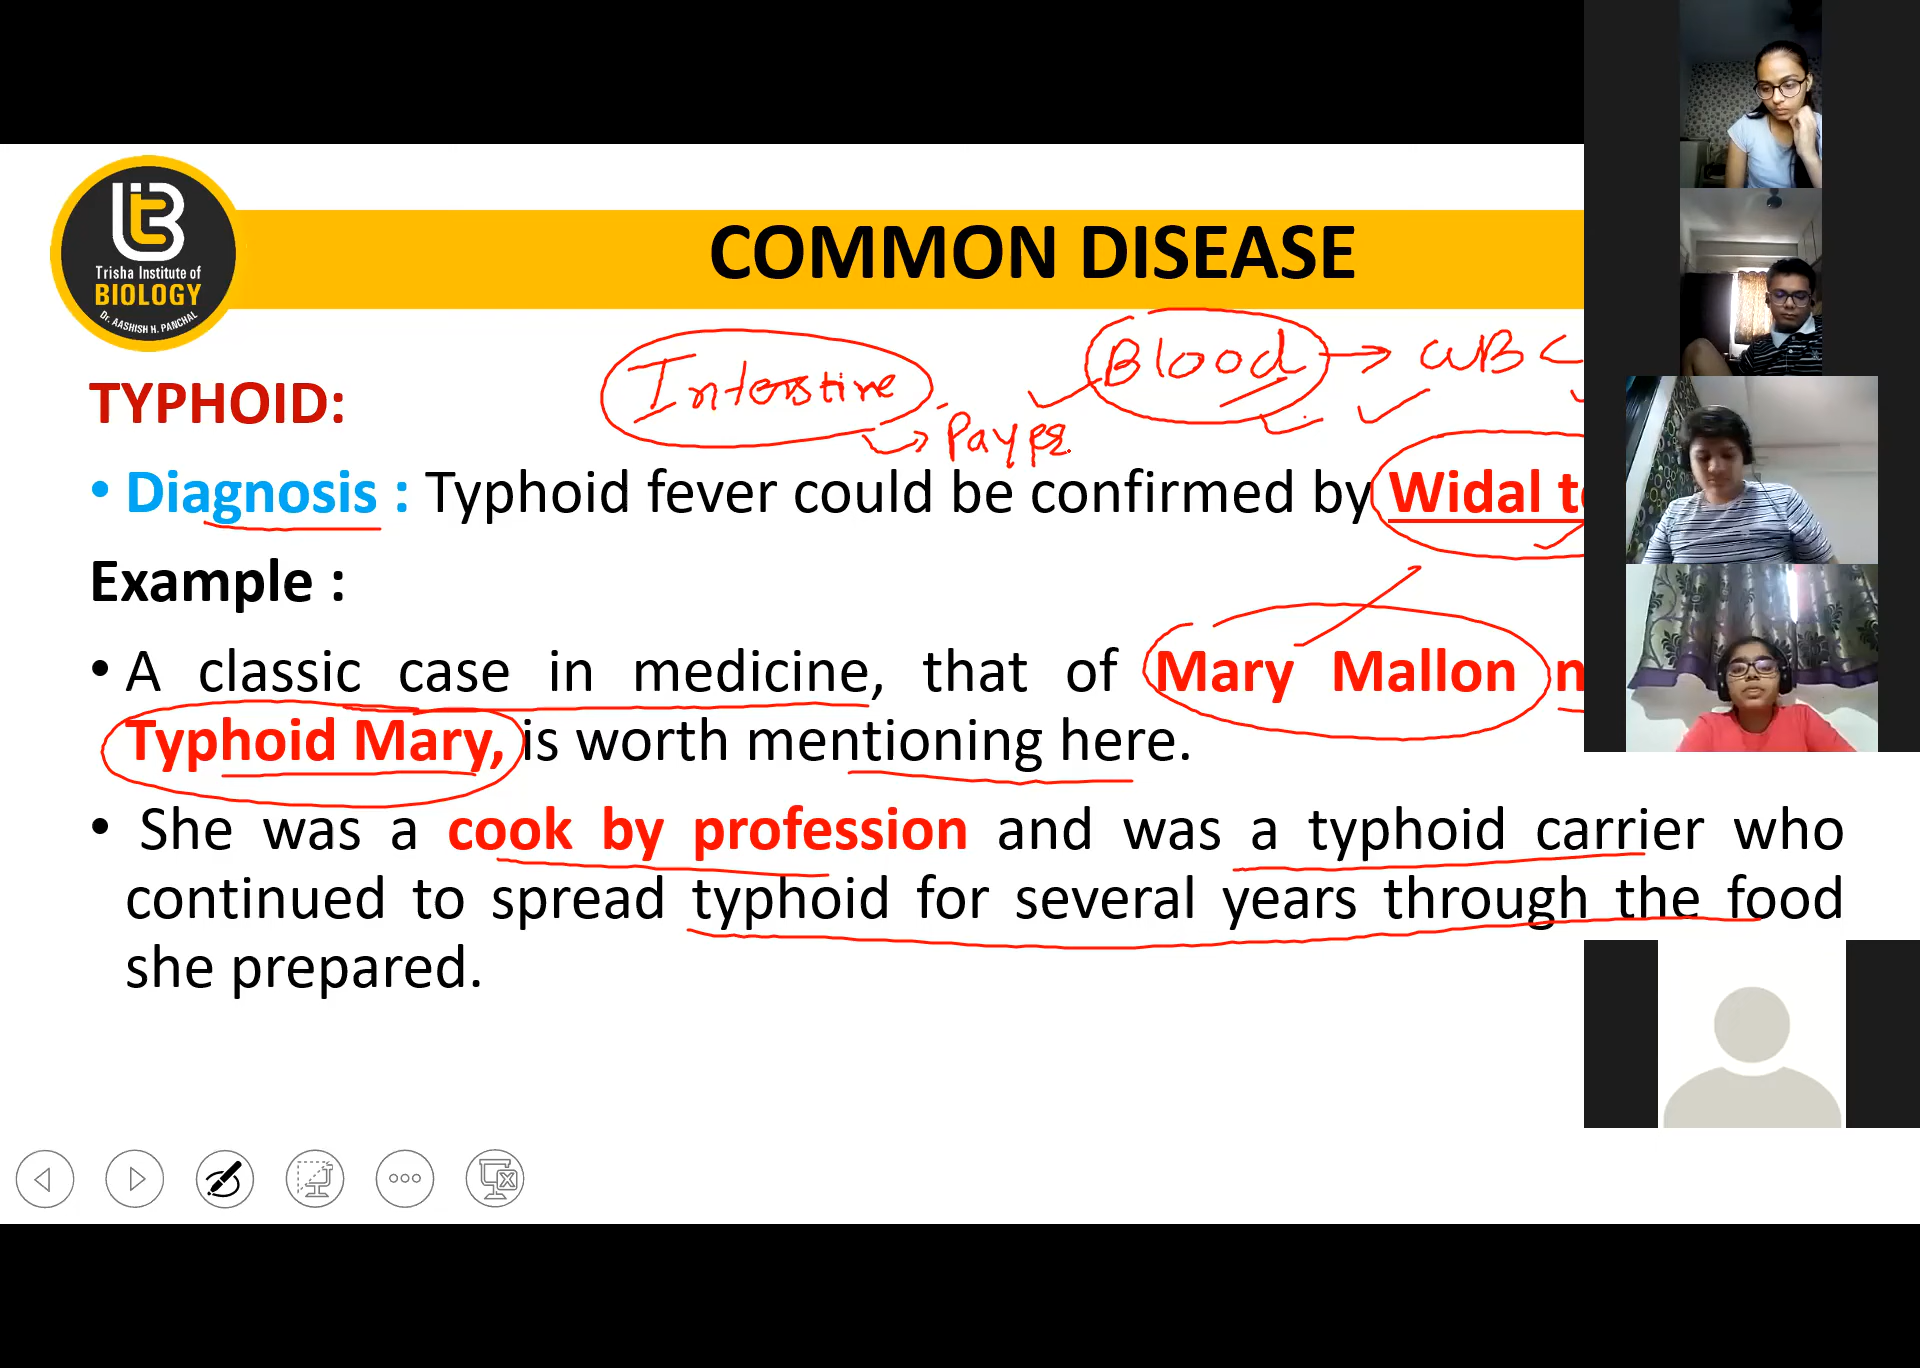 Trisha Institute of
BIOLOGY
Dr. AASHISH H. PANCHAL
COMMON DISEASE
Blood → WBC
Interstine
Payer
TYPHOID:
• Diagnosis : Typhoid fever could be confirmed by Widal
Example :
• A classic case in medicine, that of Mary Mallon
Typhoid Mary, is worth mentioning here.
• She was a cook by profession and was a typhoid carrier who
continued to spread typhoid for several years through the food
she prepared.